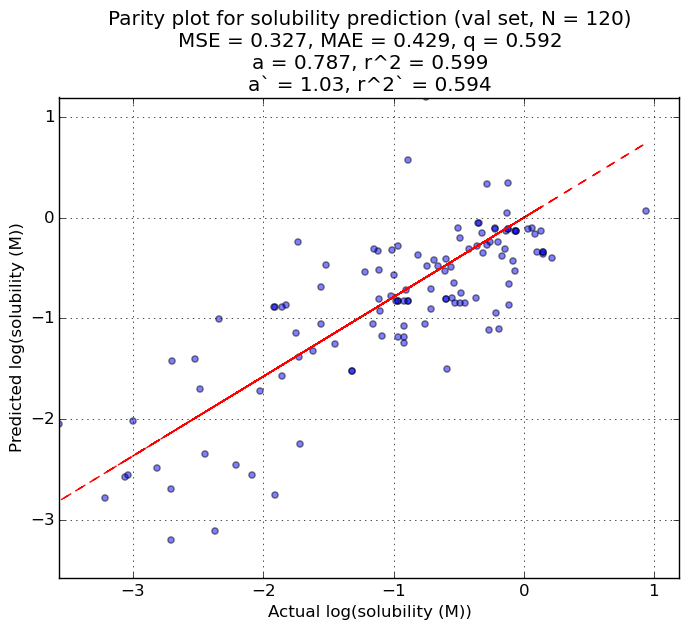 Parity plot for solubility prediction (val set, N = 120)
MSE = 0.327, MAE = 0.429, q = 0.592
a = 0.787, r^2 = 0.599
a` = 1.03, r^2` = 0.594
1
0
−1
−2
−3
Predicted log(solubility (M))
−3 −2 −1 0 1
Actual log(solubility (M))